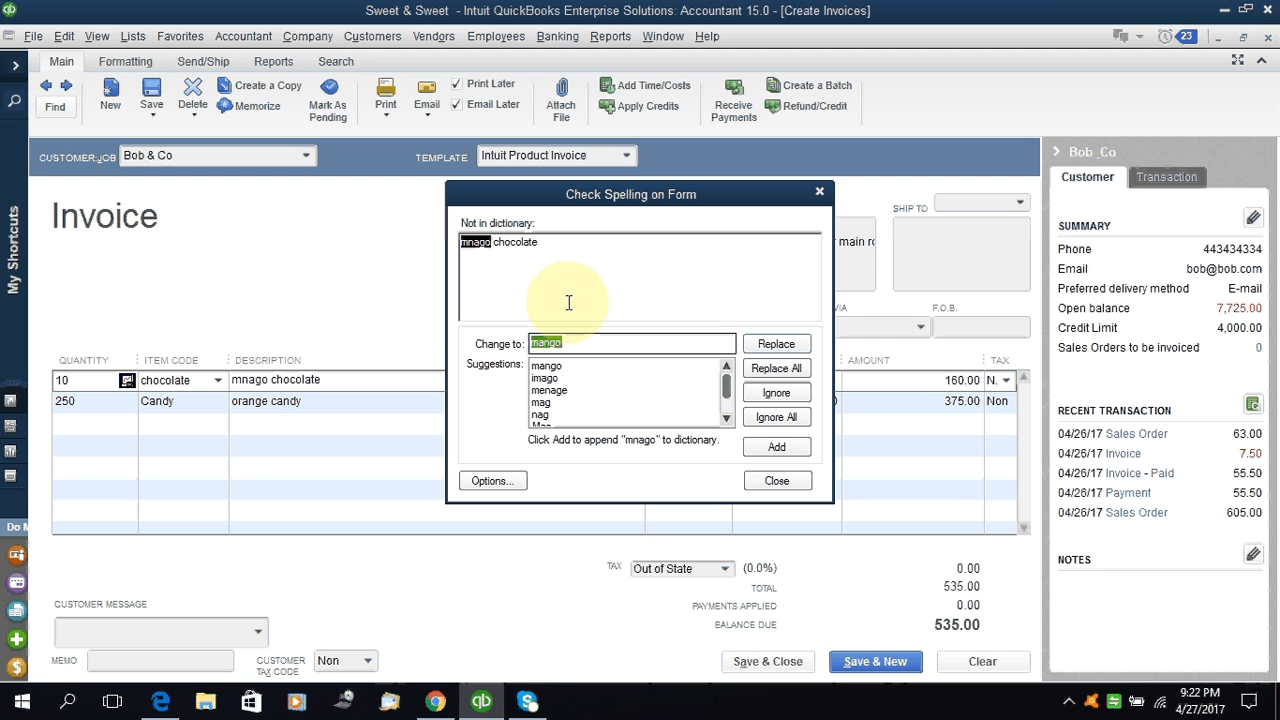 Sweet & Sweet - Intuit QuickBooks Enterprise Solutions: Accountant 15.0 - [Create Invoices]
File Edit View Lists Favorites Accountant Company Customers Vendors Employees Banking Reports Window Help 23
Main Formatting Send/Ship Reports Search
Find New Save Delete Create a Copy Memorize Mark As Pending Print Print Later Email Email Later Attach File Add Time/Costs Apply Credits Receive Payments Create a Batch Refund/Credit
My Shortcuts
Do M
CUSTOMER:JOB Bob & Co TEMPLATE Intuit Product Invoice
Invoice
SHIP TO
main ro
VIA F.O.B.
QUANTITY ITEM CODE DESCRIPTION AMOUNT TAX
10 chocolate mnago chocolate 160.00 N.
250 Candy orange candy 375.00 Non
Check Spelling on Form
Not in dictionary:
mnago chocolate
Change to: mango Replace
Suggestions: mango Replace All
imago
menage Ignore
mag
nag Ignore All
Click Add to append "mnago" to dictionary. Add
Options... Close
TAX Out of State (0.0%) 0.00
TOTAL 535.00
PAYMENTS APPLIED 0.00
BALANCE DUE 535.00
CUSTOMER MESSAGE
MEMO CUSTOMER TAX CODE Non
Save & Close Save & New Clear
Bob _Co
Customer Transaction
SUMMARY
Phone 443434334
Email bob@bob.com
Preferred delivery method E-mail
Open balance 7,725.00
Credit Limit 4,000.00
Sales Orders to be invoiced 0
RECENT TRANSACTION
04/26/17 Sales Order 63.00
04/26/17 Invoice 7.50
04/26/17 Invoice - Paid 55.50
04/26/17 Payment 55.50
04/26/17 Sales Order 605.00
NOTES
9:22 PM
4/27/2017